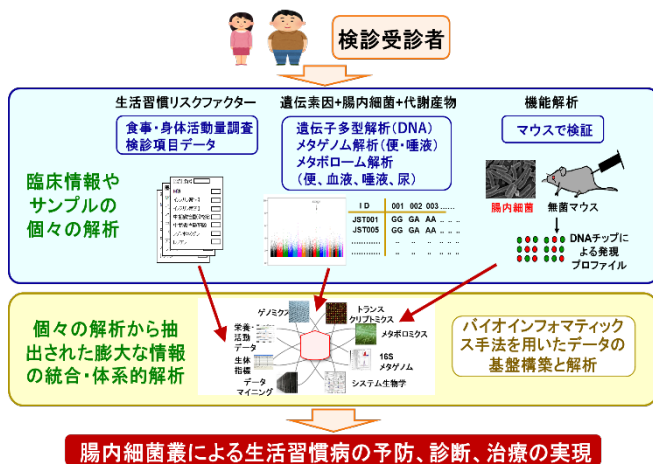 検診受診者
生活習慣リスクファクター
食事・身体活動量調査
検診項目データ
遺伝素因+腸内細菌+代謝産物
遺伝子多型解析(DNA)
メタゲノム解析(便・唾液)
メタボローム解析
(便、血液、唾液、尿)
機能解析
マウスで検証
臨床情報や
サンプルの
個々の解析
ID 001 002 003 ......
JST001 GG GA AA .. .. ..
JST005 GG GA AA .. .. ..
腸内細菌
無菌マウス
DNAチップに
よる発現
プロファイル
個々の解析から抽
出された膨大な情報
の統合・体系的解析
ゲノミクス
トランス
クリプトミクス
栄養・
活動
データ
メタボロミクス
生体
指標
16S
メタゲノム
データ
マイニング
システム生物学
バイオインフォマティック
ス手法を用いたデータの
基盤構築と解析
腸内細菌叢による生活習慣病の予防、診断、治療の実現